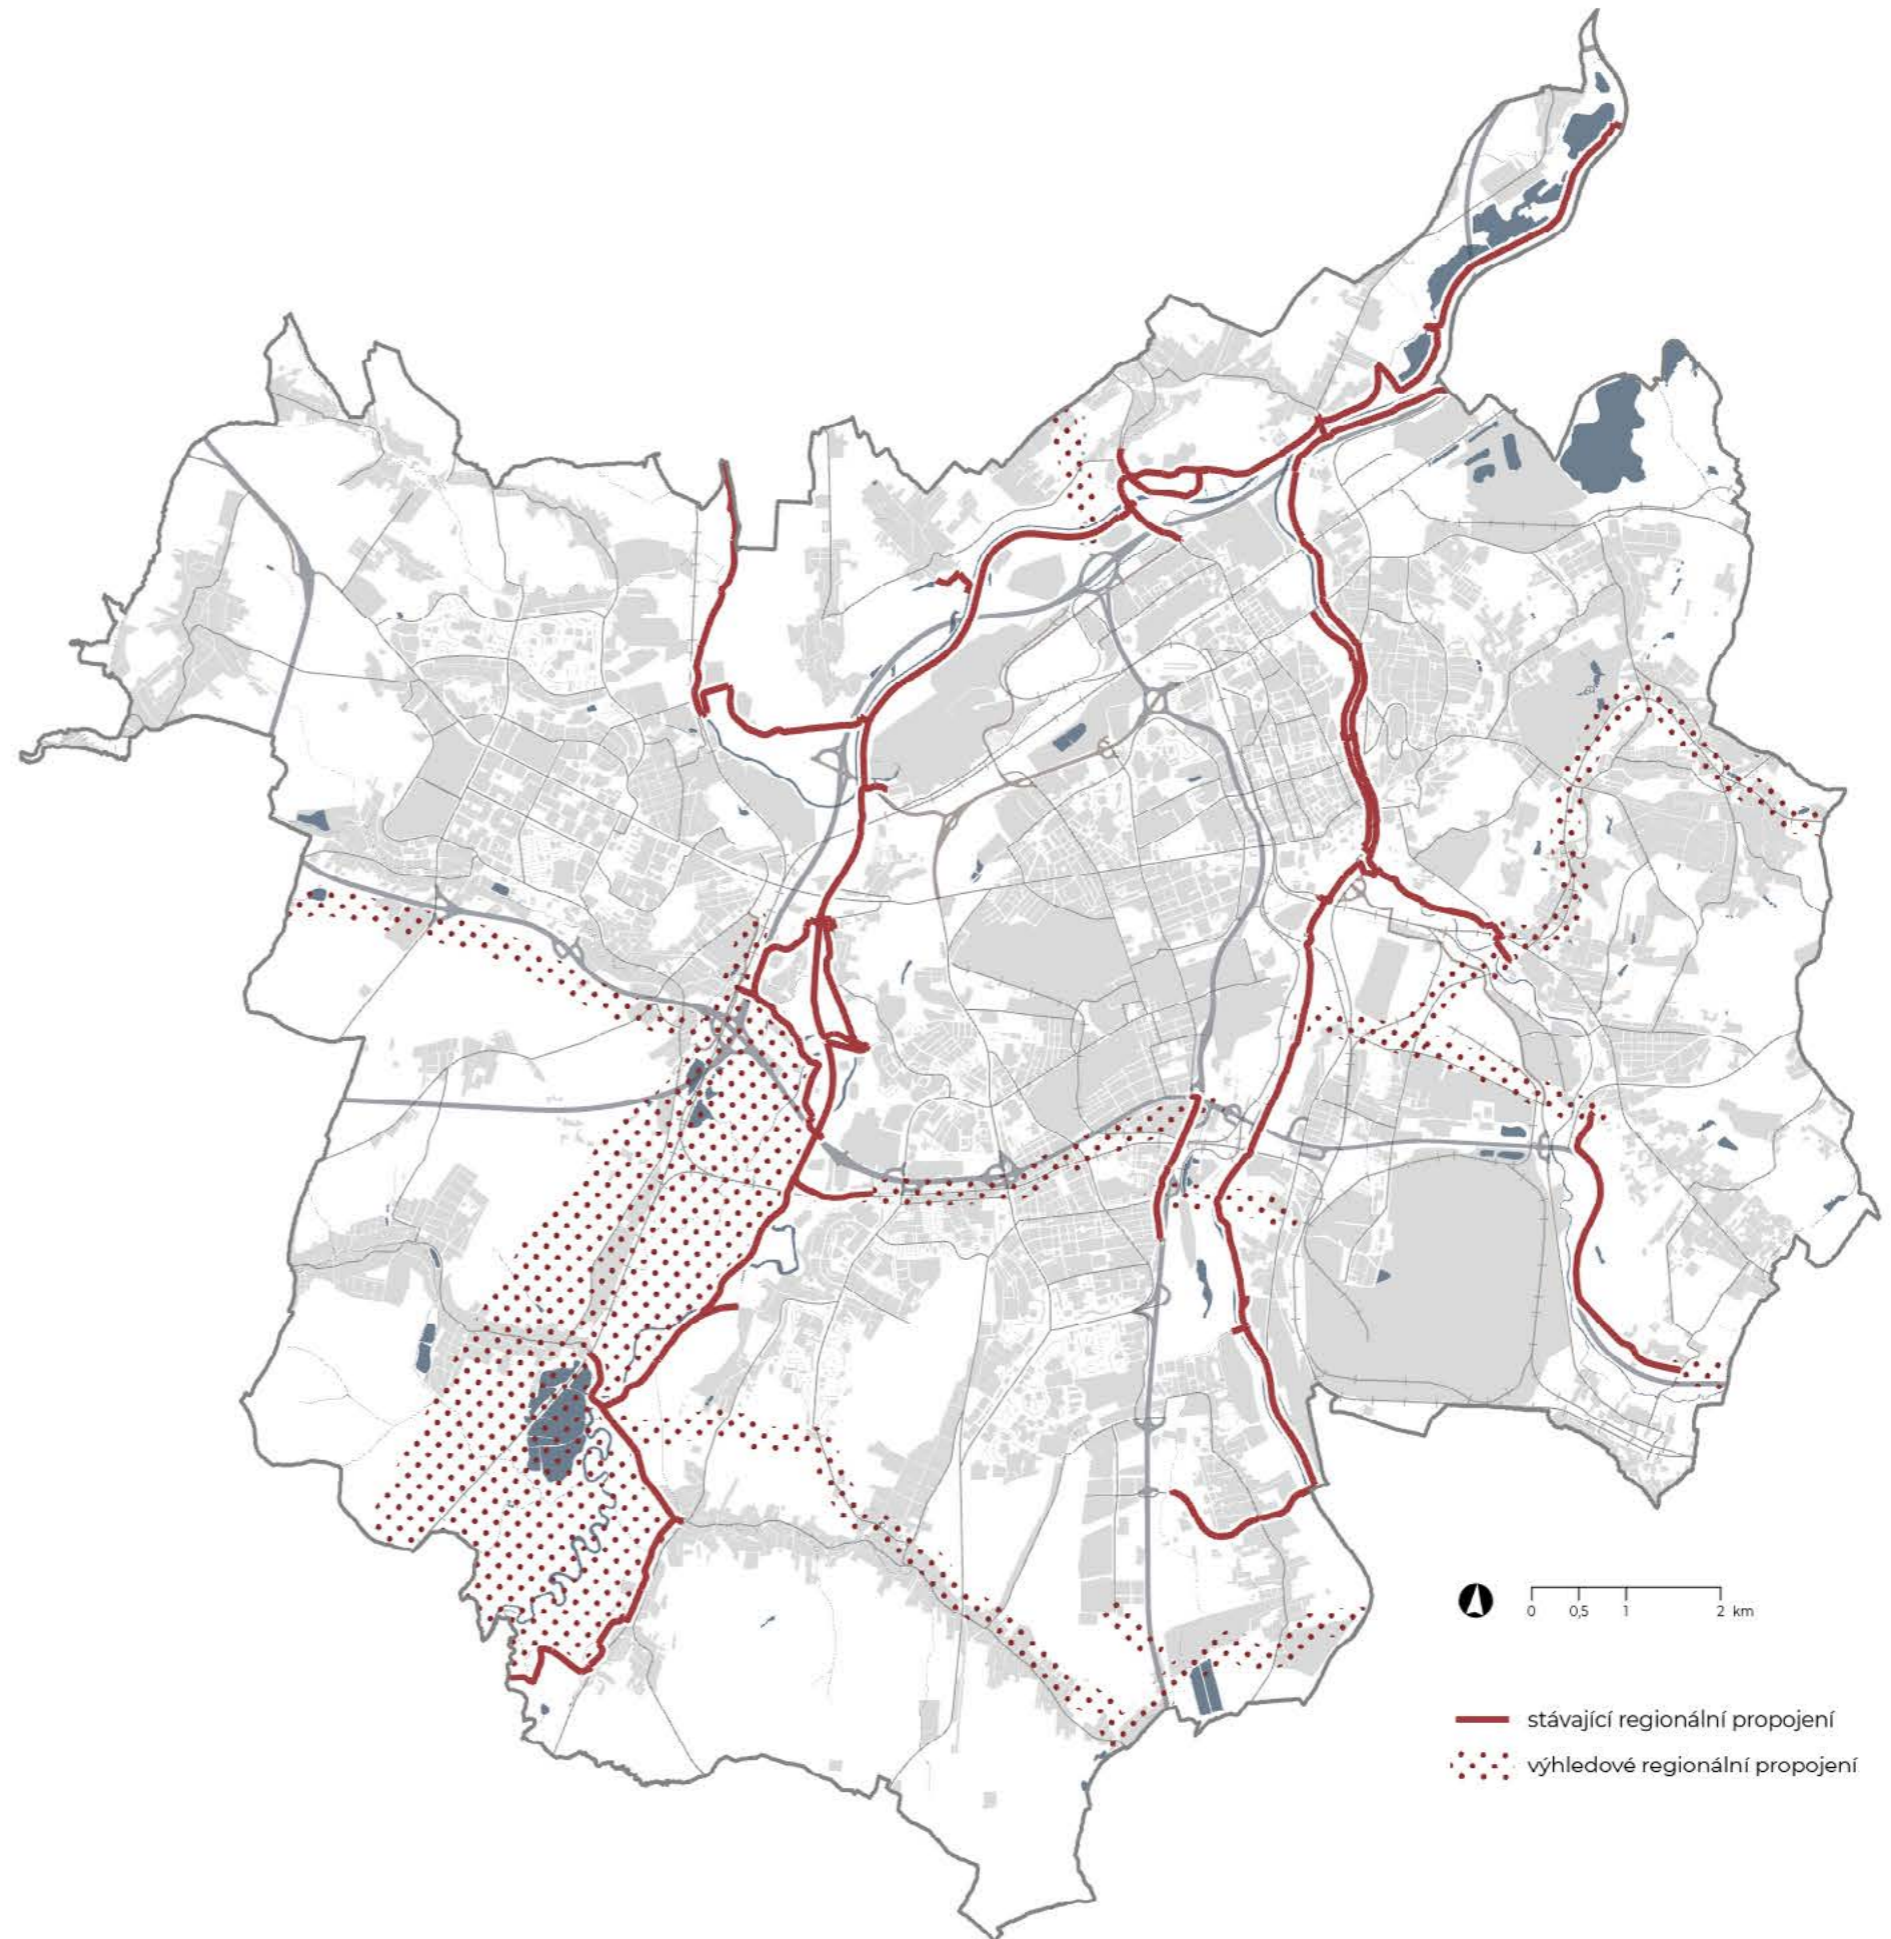 0 0,5 1 2 km
stávající regionální propojení
výhledové regionální propojení